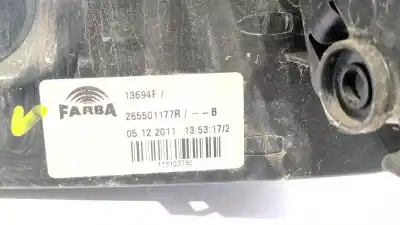 13694F /
FARBA
265501177R / - - B
05.12.2011 13:53:17/2